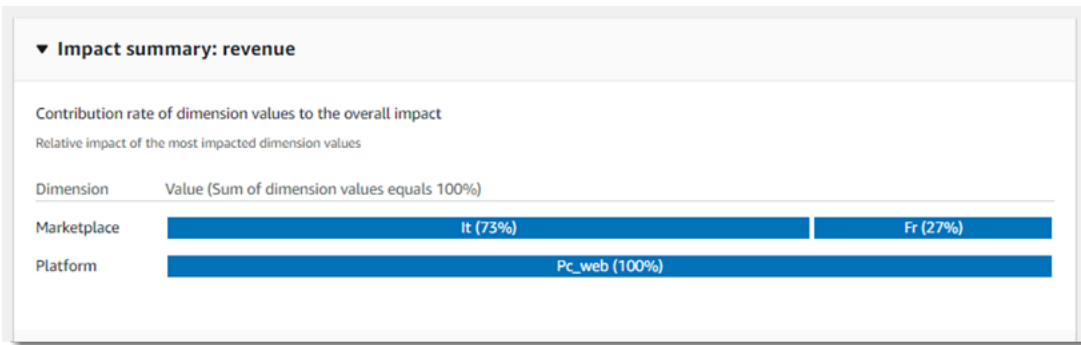 ▼ Impact summary: revenue
Contribution rate of dimension values to the overall impact
Relative impact of the most impacted dimension values
Dimension Value (Sum of dimension values equals 100%)
Marketplace It (73%) Fr (27%)
Platform Pc_web (100%)